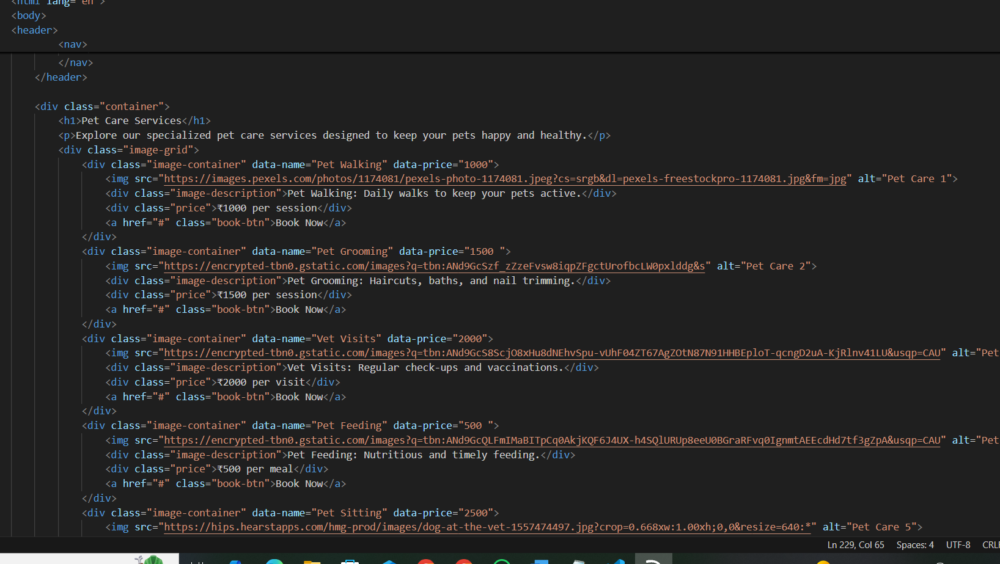 <html lang="en">
<body>
<header>
<nav>
</nav>
</header>
<div class="container">
<h1>Pet Care Services</h1>
<p>Explore our specialized pet care services designed to keep your pets happy and healthy.</p>
<div class="image-grid">
<div class="image-container" data-name="Pet Walking" data-price="1000">
<img src="https://images.pexels.com/photos/1174081/pexels-photo-1174081.jpeg?cs=srgb&dl=pexels-freestockpro-1174081.jpg&fm=jpg" alt="Pet Care 1">
<div class="image-description">Pet Walking: Daily walks to keep your pets active.</div>
<div class="price">₹1000 per session</div>
<a href="#" class="book-btn">Book Now</a>
</div>
<div class="image-container" data-name="Pet Grooming" data-price="1500 ">
<img src="https://encrypted-tbn0.gstatic.com/images?q=tbn:ANd9GcSzf_zZzeFvsw8iqpZFgctUrofbcLW0pxlddg&s" alt="Pet Care 2">
<div class="image-description">Pet Grooming: Haircuts, baths, and nail trimming.</div>
<div class="price">₹1500 per session</div>
<a href="#" class="book-btn">Book Now</a>
</div>
<div class="image-container" data-name="Vet Visits" data-price="2000">
<img src="https://encrypted-tbn0.gstatic.com/images?q=tbn:ANd9GcS8ScjO8xHu8dNEhvSpu-vUhF04ZT67AgZOtN87N91HHBEploT-qcngD2uA-KjRlnv41LU&usqp=CAU" alt="Pet
<div class="image-description">Vet Visits: Regular check-ups and vaccinations.</div>
<div class="price">₹2000 per visit</div>
<a href="#" class="book-btn">Book Now</a>
</div>
<div class="image-container" data-name="Pet Feeding" data-price="500 ">
<img src="https://encrypted-tbn0.gstatic.com/images?q=tbn:ANd9GcQLFmIMaBITpCq0AkjKQF6J4UX-h4SQlURUp8eeU0BGraRFvq0IgnmtAEEcdHd7tf3gZpA&usqp=CAU" alt="Pet
<div class="image-description">Pet Feeding: Nutritious and timely feeding.</div>
<div class="price">₹500 per meal</div>
<a href="#" class="book-btn">Book Now</a>
</div>
<div class="image-container" data-name="Pet Sitting" data-price="2500">
<img src="https://hips.hearstapps.com/hmg-prod/images/dog-at-the-vet-1557474497.jpg?crop=0.668xw:1.00xh;0,0&resize=640:*" alt="Pet Care 5">
Ln 229, Col 65 Spaces: 4 UTF-8 CRL